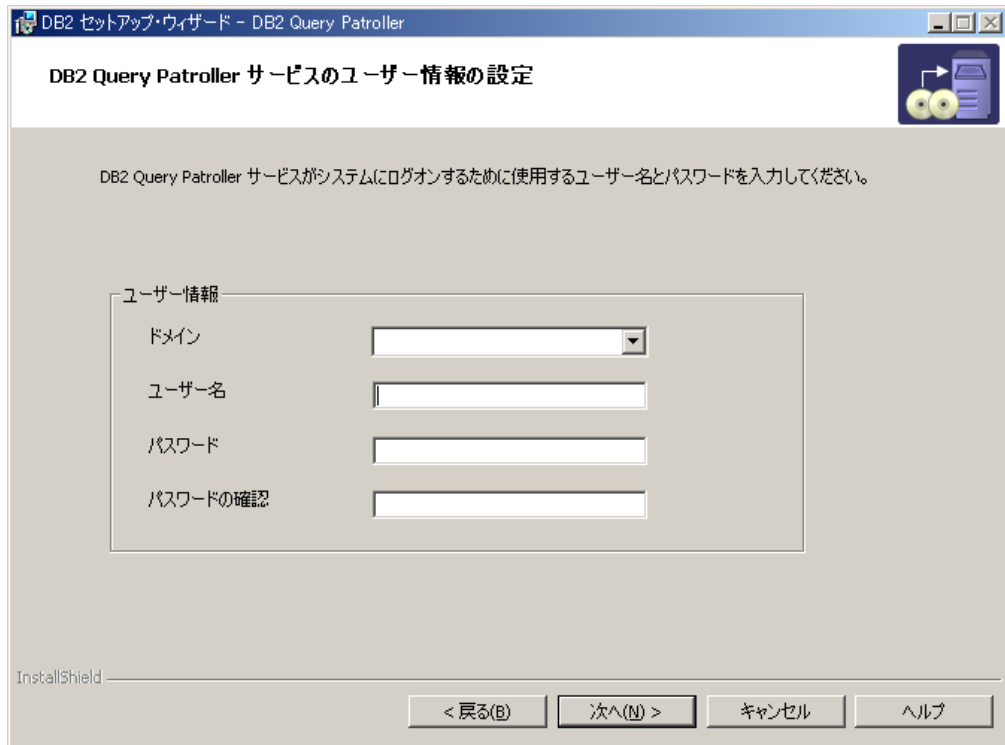 DB2 セットアップ・ウィザード - DB2 Query Patroller
DB2 Query Patroller サービスのユーザー情報の設定
DB2 Query Patroller サービスがシステムにログオンするために使用するユーザー名とパスワードを入力してください。
ユーザー情報
ドメイン
ユーザー名
パスワード
パスワードの確認
InstallShield
< 戻る(B)
次へ(N) >
キャンセル
ヘルプ